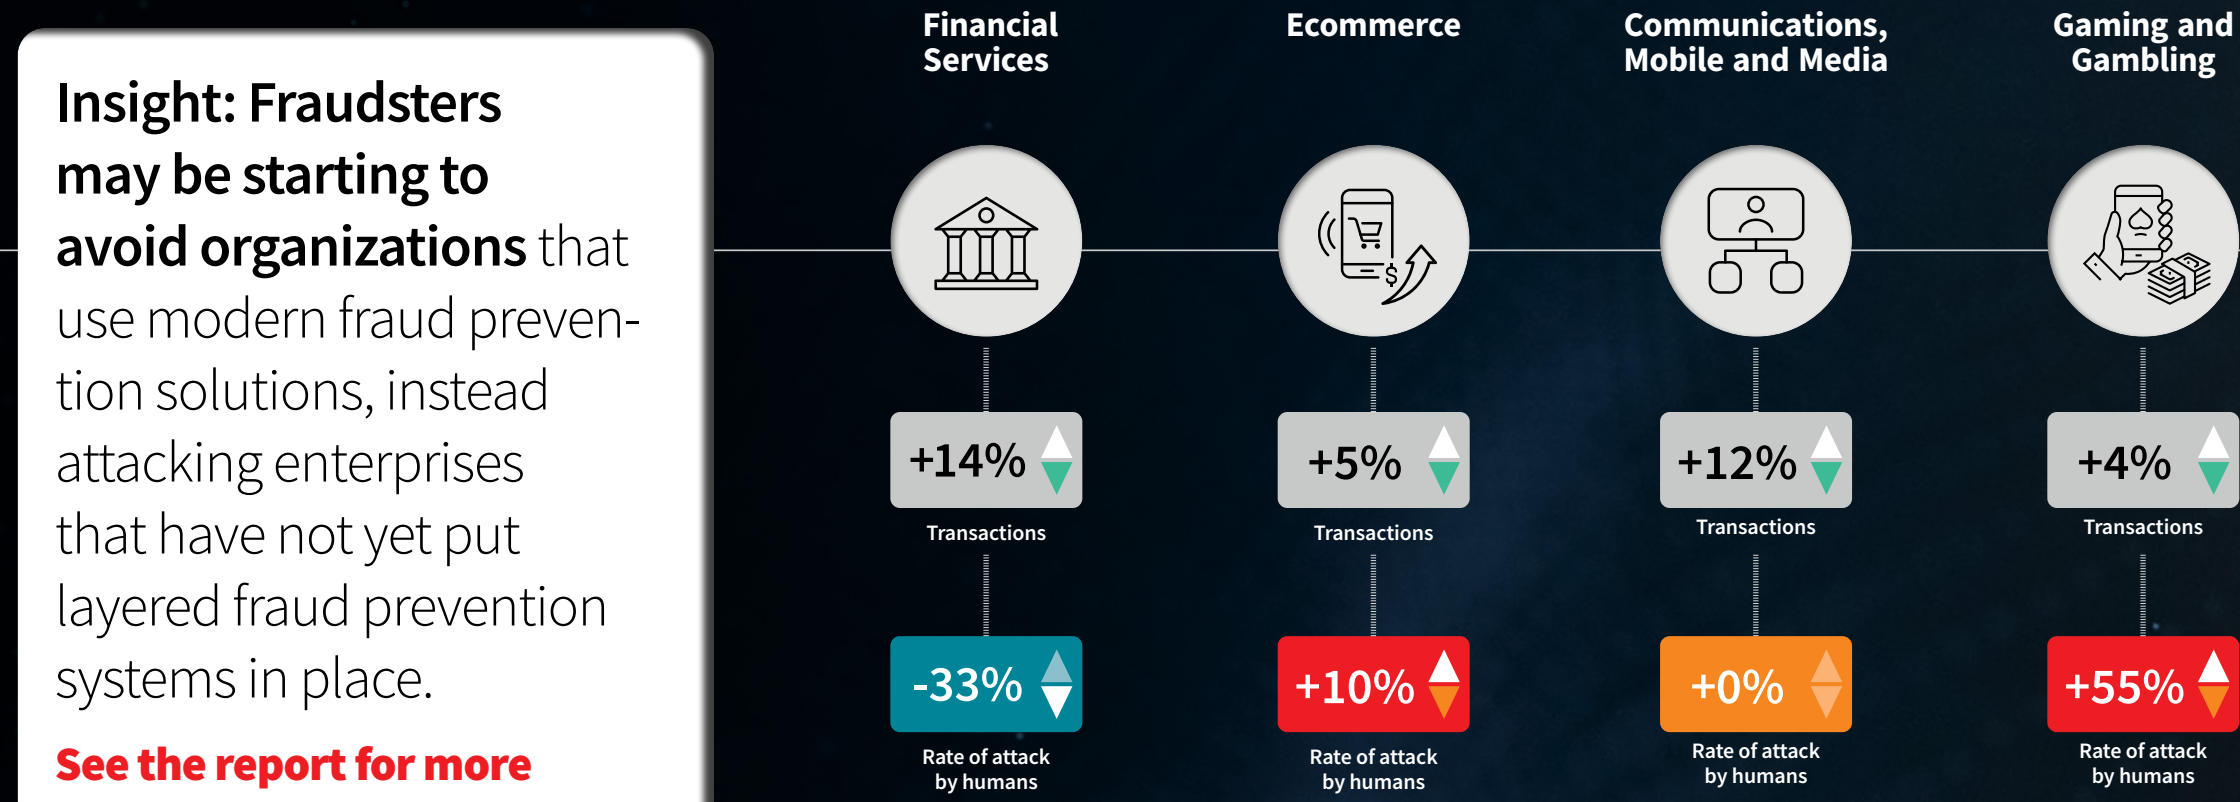 Insight: Fraudsters
may be starting to
avoid organizations that
use modern fraud preven-
tion solutions, instead
attacking enterprises
that have not yet put
layered fraud prevention
systems in place.
See the report for more
Financial
Services
+14%
Transactions
-33%
Rate of attack
by humans
Ecommerce
$
+5%
Transactions
+10%
Rate of attack
by humans
Communications,
Mobile and Media
+12%
Transactions
+0%
Rate of attack
by humans
Gaming and
Gambling
+4%
Transactions
+55%
Rate of attack
by humans